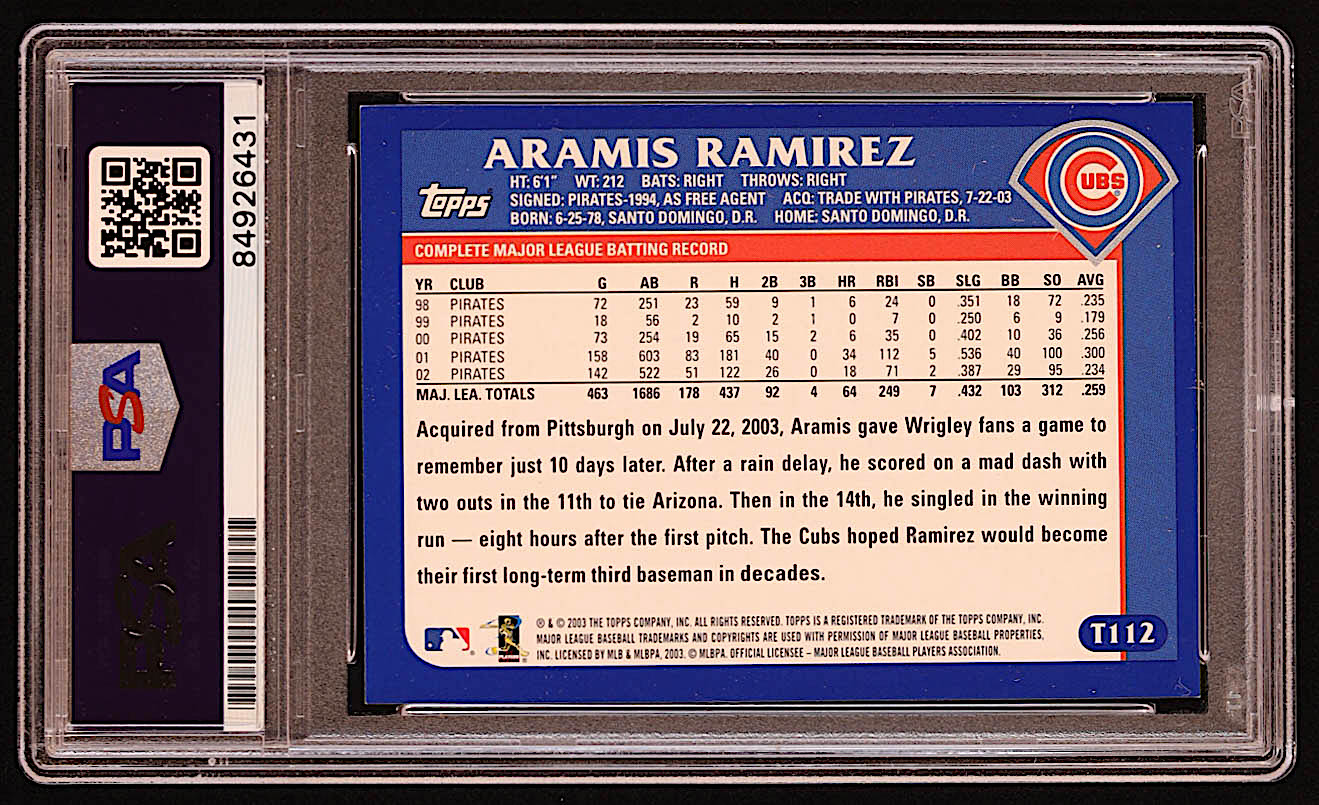 84926431
PSA
PSA
ARAMIS RAMIREZ
topps
HT: 6'1" WT: 212 BATS: RIGHT THROWS: RIGHT
SIGNED: PIRATES-1994, AS FREE AGENT ACQ: TRADE WITH PIRATES, 7-22-03
BORN: 6-25-78, SANTO DOMINGO, D.R. HOME: SANTO DOMINGO, D.R.
CUBS
COMPLETE MAJOR LEAGUE BATTING RECORD
YR CLUB G AB R H 2B 3B HR RBI SB SLG BB SO AVG
98 PIRATES 72 251 23 59 9 1 6 24 0 .351 18 72 .235
99 PIRATES 18 56 2 10 2 1 0 7 0 .250 6 9 .179
00 PIRATES 73 254 19 65 15 2 6 35 0 .402 10 36 .256
01 PIRATES 158 603 83 181 40 0 34 112 5 .536 40 100 .300
02 PIRATES 142 522 51 122 26 0 18 71 2 .387 29 95 .234
MAJ. LEA. TOTALS 463 1686 178 437 92 4 64 249 7 .432 103 312 .259
Acquired from Pittsburgh on July 22, 2003, Aramis gave Wrigley fans a game to
remember just 10 days later. After a rain delay, he scored on a mad dash with
two outs in the 11th to tie Arizona. Then in the 14th, he singled in the winning
run — eight hours after the first pitch. The Cubs hoped Ramirez would become
their first long-term third baseman in decades.
® & © 2003 THE TOPPS COMPANY, INC. ALL RIGHTS RESERVED. TOPPS IS A REGISTERED TRADEMARK OF THE TOPPS COMPANY, INC.
MAJOR LEAGUE BASEBALL TRADEMARKS AND COPYRIGHTS ARE USED WITH PERMISSION OF MAJOR LEAGUE BASEBALL PROPERTIES,
INC. LICENSED BY MLB & MLBPA, 2003. © MLBPA. OFFICIAL LICENSEE – MAJOR LEAGUE BASEBALL PLAYERS ASSOCIATION.
T112
PSA